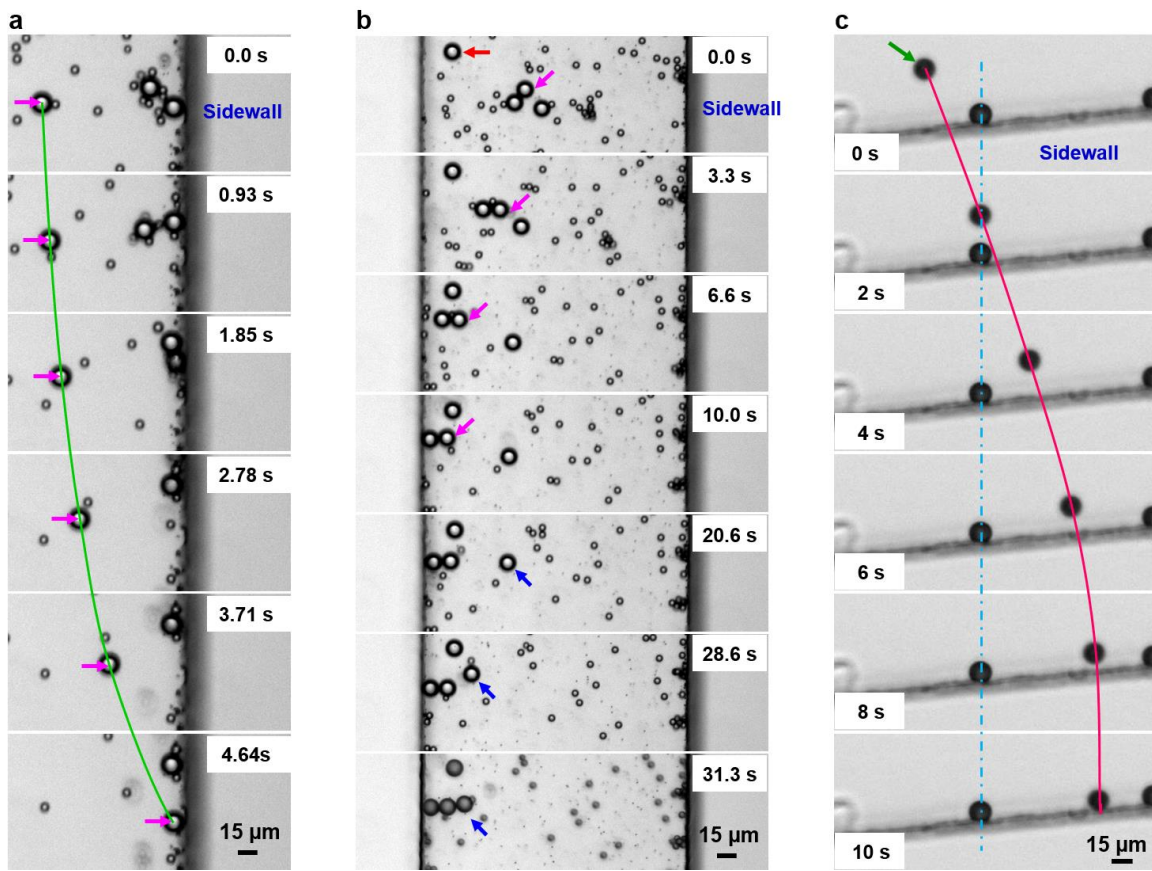 a
0.0 s
Sidewall
0.93 s
1.85 s
2.78 s
3.71 s
4.64s
15 µm
b
0.0 s
Sidewall
3.3 s
6.6 s
10.0 s
20.6 s
28.6 s
31.3 s
15 µm
c
0 s
Sidewall
2 s
4 s
6 s
8 s
10 s
15 µm